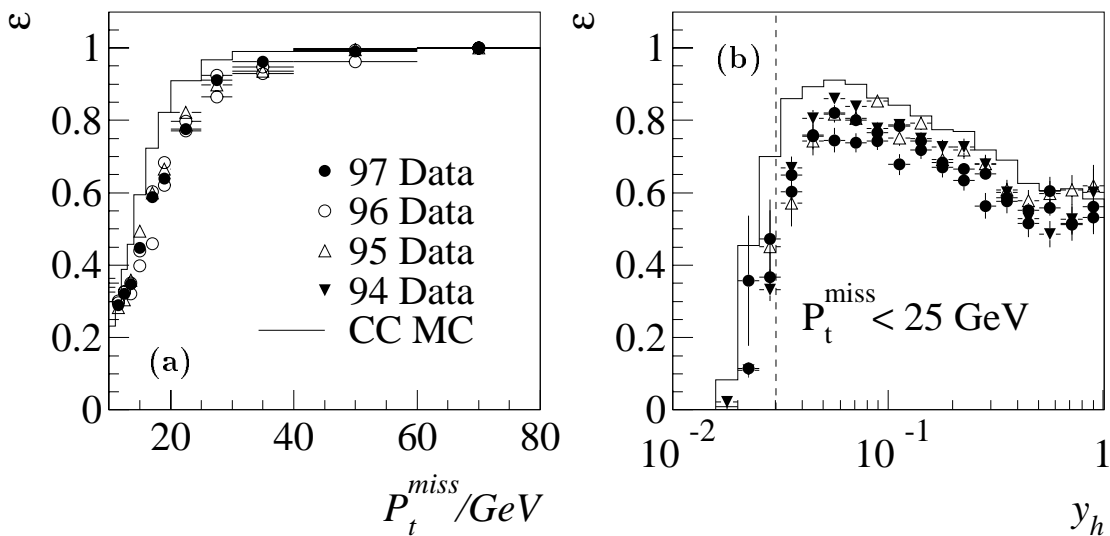 ε
1
0.8
0.6
0.4
0.2
0
97 Data
96 Data
95 Data
94 Data
CC MC
(a)
20 40 60 80
P_t^miss/GeV
ε
1
0.8
0.6
0.4
0.2
0
(b)
P_t^miss < 25 GeV
10^-2 10^-1 1
y_h